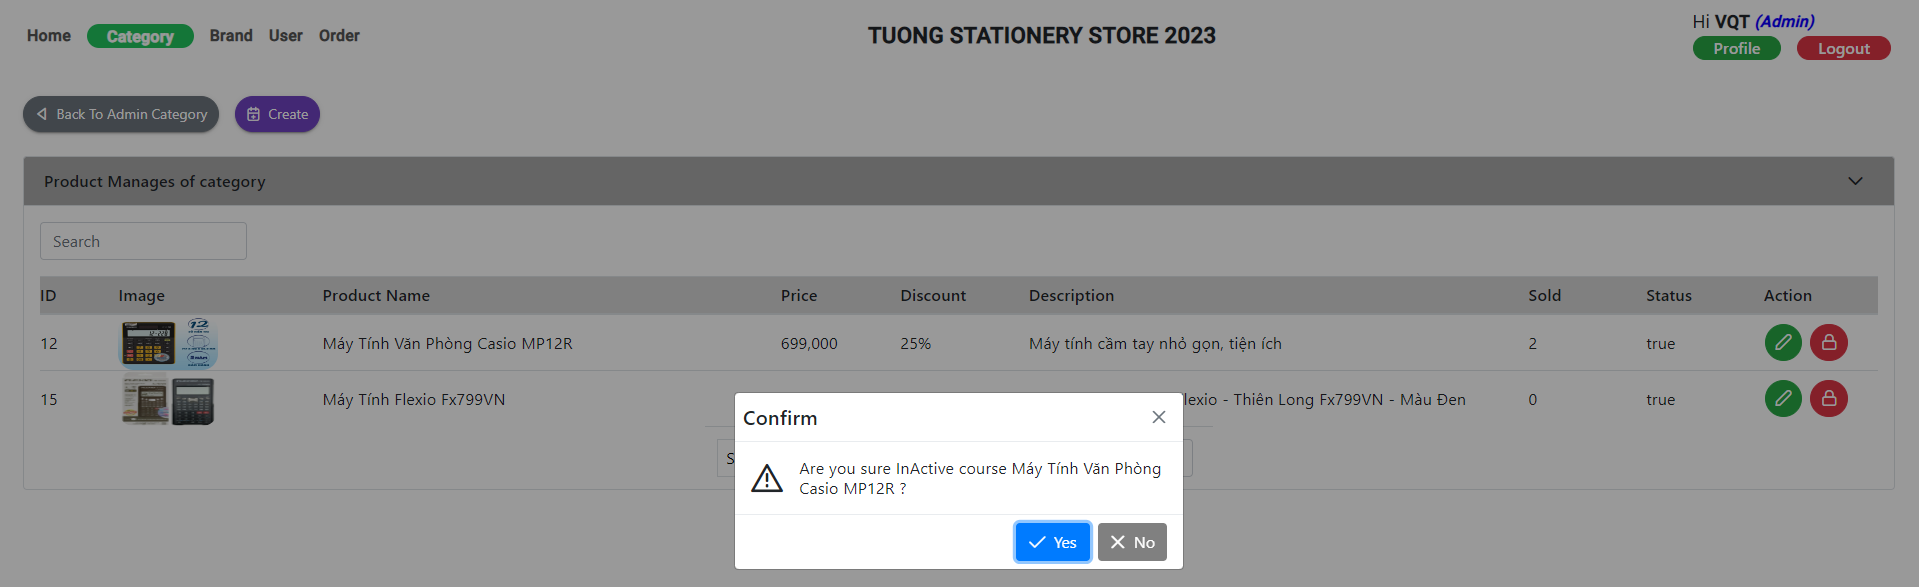 Home Category Brand User Order
TUONG STATIONERY STORE 2023
Hi VQT (Admin)
Profile Logout
Back To Admin Category Create
Product Manages of category
Search
ID Image Product Name Price Discount Description Sold Status Action
12 Máy Tính Văn Phòng Casio MP12R 699,000 25% Máy tính cầm tay nhỏ gọn, tiện ích 2 true
15 Máy Tính Flexio Fx799VN lexio - Thiên Long Fx799VN - Màu Đen 0 true
Confirm
Are you sure InActive course Máy Tính Văn Phòng
Casio MP12R ?
Yes No